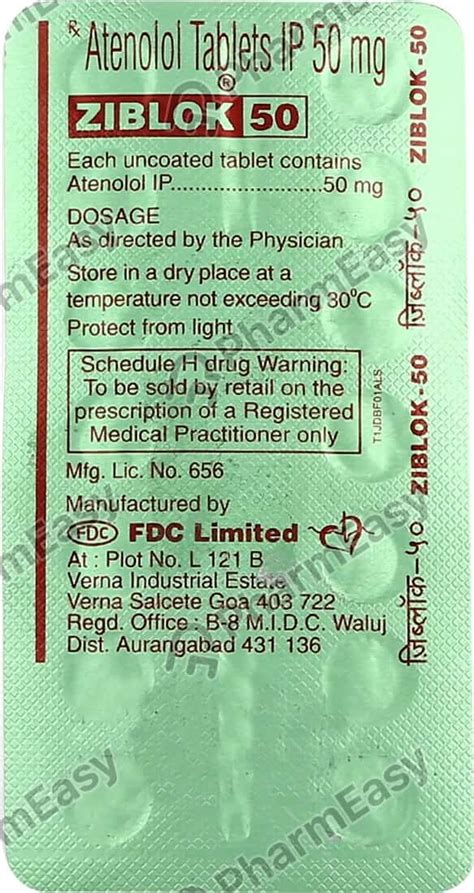 Rx Atenolol Tablets IP 50 mg
ZIBLOK 50®
Each uncoated tablet contains
Atenolol IP............................50 mg
DOSAGE
As directed by the Physician
Store in a dry place at a
temperature not exceeding 30°C
Protect from light
Schedule H drug Warning:
To be sold by retail on the
prescription of a Registered
Medical Practitioner only
Mfg. Lic. No. 656
Manufactured by
FDC FDC Limited
At : Plot No. L 121 B
Verna Industrial Estate
Verna Salcete Goa 403 722
Regd. Office : B-8 M.I.D.C. Waluj
Dist. Aurangabad 431 136
T1JDBF01ALS
ज़िब्लॉक-५० ZIBLOK-50
ज़िब्लॉक-५० ZIBLOK-50
PharmEasy
PharmEasy
PharmEasy
PharmEasy